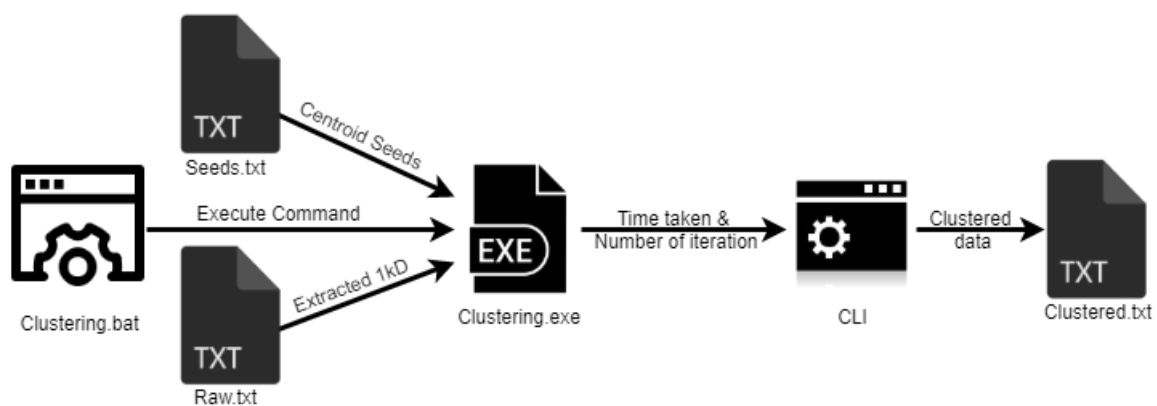 TXT
Seeds.txt
Centroid Seeds
Execute Command
Clustering.bat
TXT
Raw.txt
Extracted 1kD
EXE
Clustering.exe
Time taken &
Number of iteration
CLI
Clustered
data
TXT
Clustered.txt